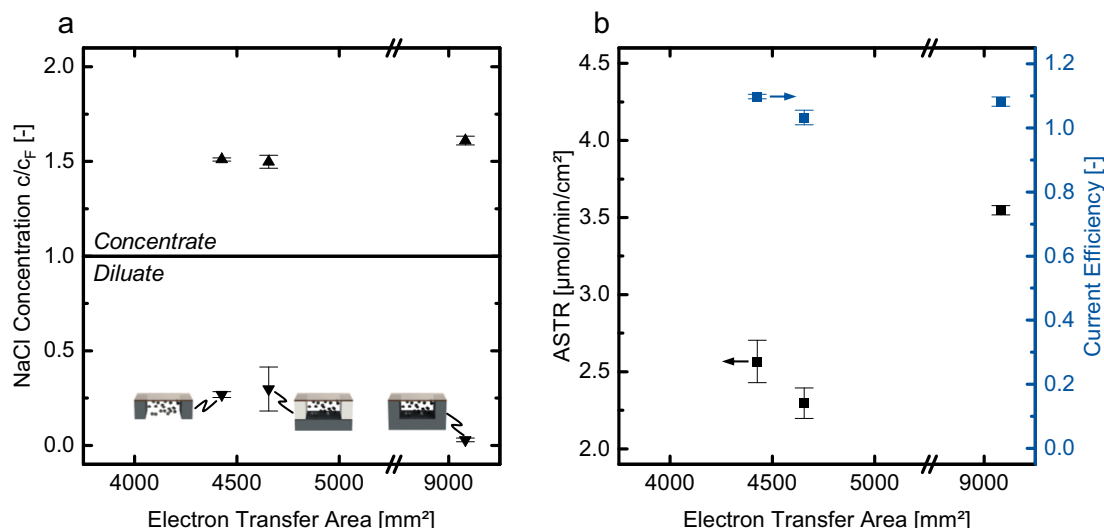 a
NaCl Concentration c/c_F [-]
2.0
1.5
1.0
0.5
0.0
Concentrate
Diluate
4000
4500
5000
9000
Electron Transfer Area [mm²]
b
ASTR [µmol/min/cm²]
4.5
4.25
3.5
3.0
2.5
2.0
4000
4500
5000
9000
Electron Transfer Area [mm²]
1.2
1.0
0.8
0.6
0.4
0.2
0.0
Current Efficiency [-]